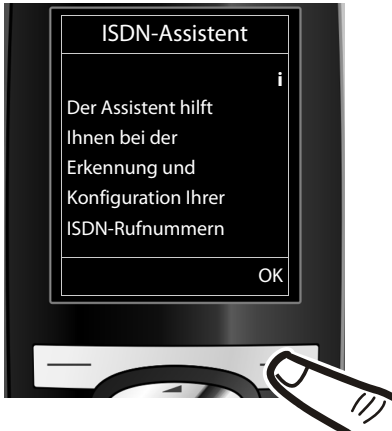 ISDN-Assistent
i
Der Assistent hilft
Ihnen bei der
Erkennung und
Konfiguration Ihrer
ISDN-Rufnummern
OK